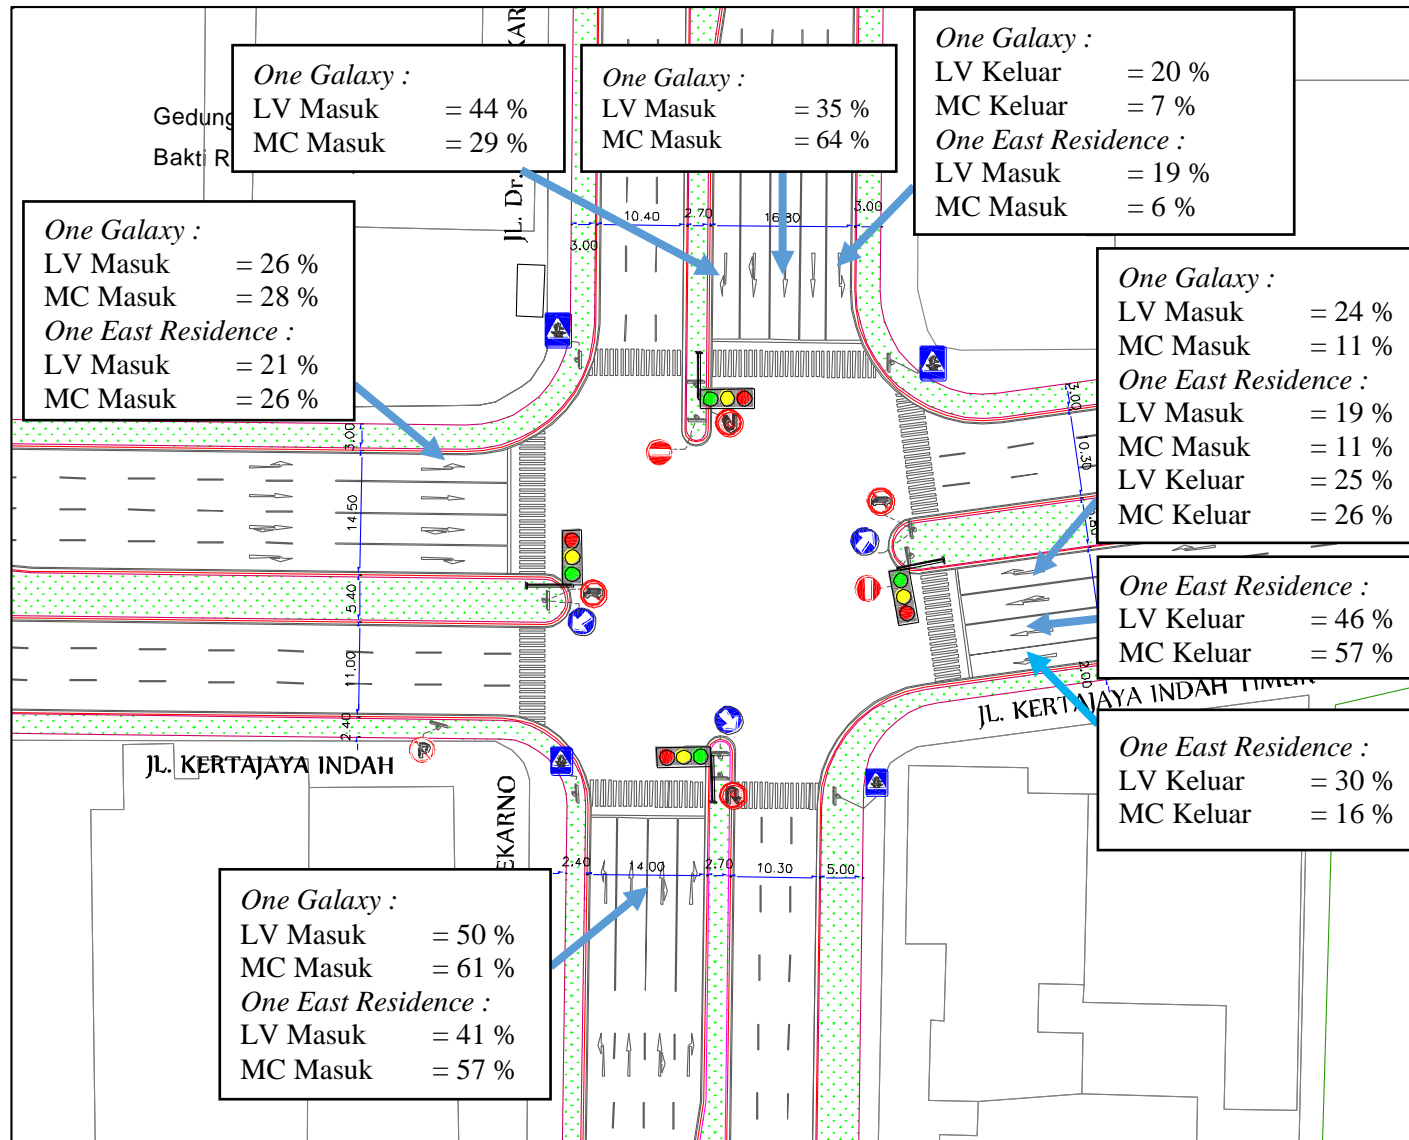 KAR
JL. Dr.
Gedung
Bakti R
One Galaxy :
LV Masuk = 44 %
MC Masuk = 29 %
One Galaxy :
LV Masuk = 35 %
MC Masuk = 64 %
One Galaxy :
LV Keluar = 20 %
MC Keluar = 7 %
One East Residence :
LV Masuk = 19 %
MC Masuk = 6 %
10.40
2.70
16.80
3.00
3.00
One Galaxy :
LV Masuk = 26 %
MC Masuk = 28 %
One East Residence :
LV Masuk = 21 %
MC Masuk = 26 %
One Galaxy :
LV Masuk = 24 %
MC Masuk = 11 %
One East Residence :
LV Masuk = 19 %
MC Masuk = 11 %
LV Keluar = 25 %
MC Keluar = 26 %
3.00
10.30
3.00
14.50
5.40
11.00
2.40
One East Residence :
LV Keluar = 46 %
MC Keluar = 57 %
2.00
JL. KERTAJAYA INDAH TIMUR
One East Residence :
LV Keluar = 30 %
MC Keluar = 16 %
JL. KERTAJAYA INDAH
EKARNO
2.40
14.00
2.70
10.30
5.00
One Galaxy :
LV Masuk = 50 %
MC Masuk = 61 %
One East Residence :
LV Masuk = 41 %
MC Masuk = 57 %